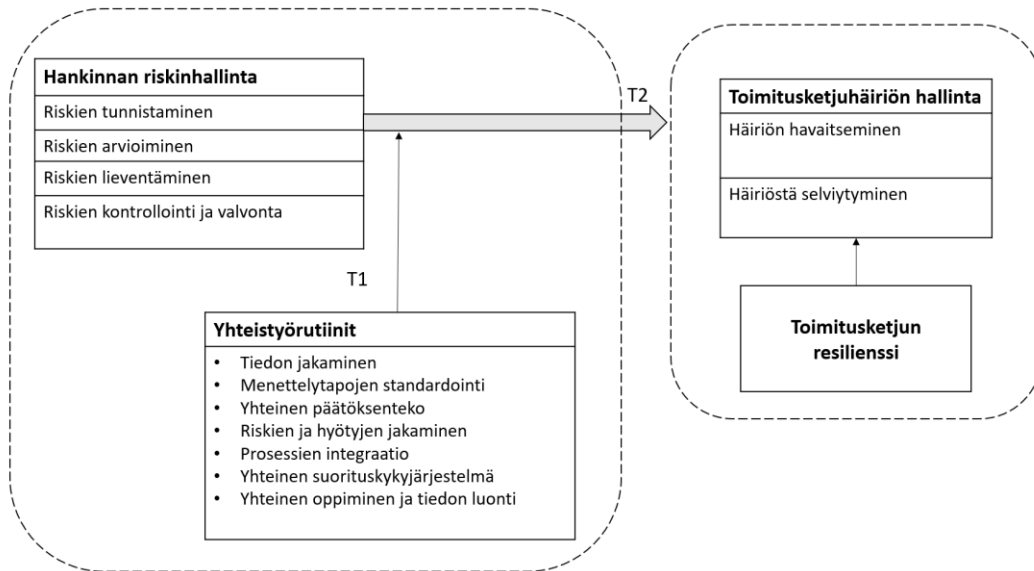 Hankinnan riskinhallinta
Riskien tunnistaminen
Riskien arvioiminen
Riskien lieventäminen
Riskien kontrollointi ja valvonta
T1
Yhteistyörutiinit
• Tiedon jakaminen
• Menettelytapojen standardointi
• Yhteinen päätöksenteko
• Riskien ja hyötyjen jakaminen
• Prosessien integraatio
• Yhteinen suorituskykyjärjestelmä
• Yhteinen oppiminen ja tiedon luonti
T2
Toimitusketjuhäiriön hallinta
Häiriön havaitseminen
Häiriöstä selviytyminen
Toimitusketjun
resilienssi